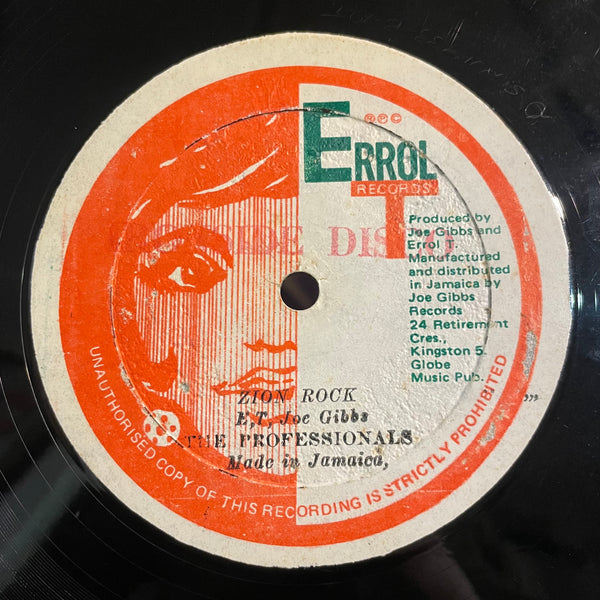 ERROL T
RECORDS
Produced by
Joe Gibbs and
Errol T.
Manufactured
and distributed
in Jamaica by
Joe Gibbs
Records
24 Retirement
Cres.,
Kingston 5.
Globe
Music Pub.
ZION ROCK
E.T. Joe Gibbs
THE PROFESSIONALS
Made in Jamaica,
UNAUTHORISED COPY OF THIS RECORDING IS STRICTLY PROHIBITED